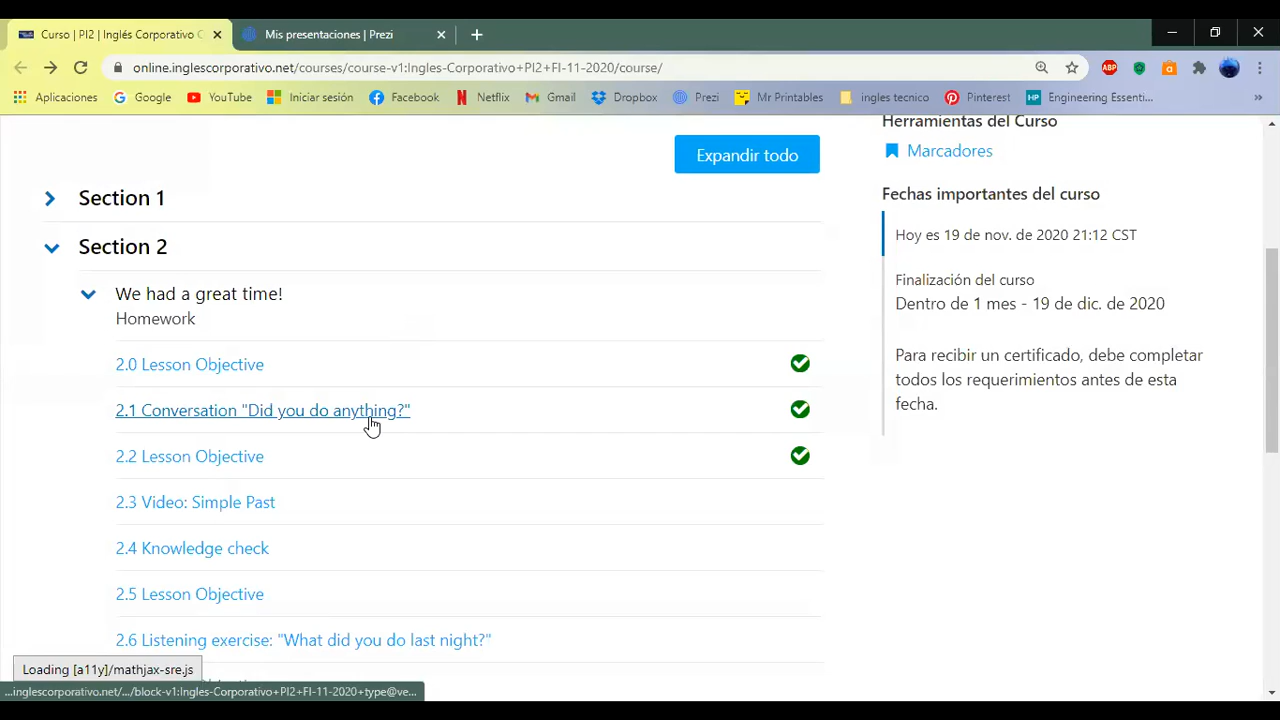 Curso | PI2 | Inglés Corporativo C
Mis presentaciones | Prezi
online.inglescorporativo.net/courses/course-v1:Ingles-Corporativo+PI2+FI-11-2020/course/
ABP
Aplicaciones
Google
YouTube
Iniciar sesión
Facebook
Netflix
Gmail
Dropbox
Prezi
Mr Printables
ingles tecnico
Pinterest
HP
Engineering Essenti...
»
Herramientas del Curso
Expandir todo
Marcadores
Section 1
Fechas importantes del curso
Hoy es 19 de nov. de 2020 21:12 CST
Section 2
Finalización del curso
We had a great time!
Dentro de 1 mes - 19 de dic. de 2020
Homework
Para recibir un certificado, debe completar
todos los requerimientos antes de esta
fecha.
2.0 Lesson Objective
2.1 Conversation "Did you do anything?"
2.2 Lesson Objective
2.3 Video: Simple Past
2.4 Knowledge check
2.5 Lesson Objective
2.6 Listening exercise: "What did you do last night?"
Loading [a11y]/mathjax-sre.js
...inglescorporativo.net/.../block-v1:Ingles-Corporativo+PI2+FI-11-2020+type@ve...